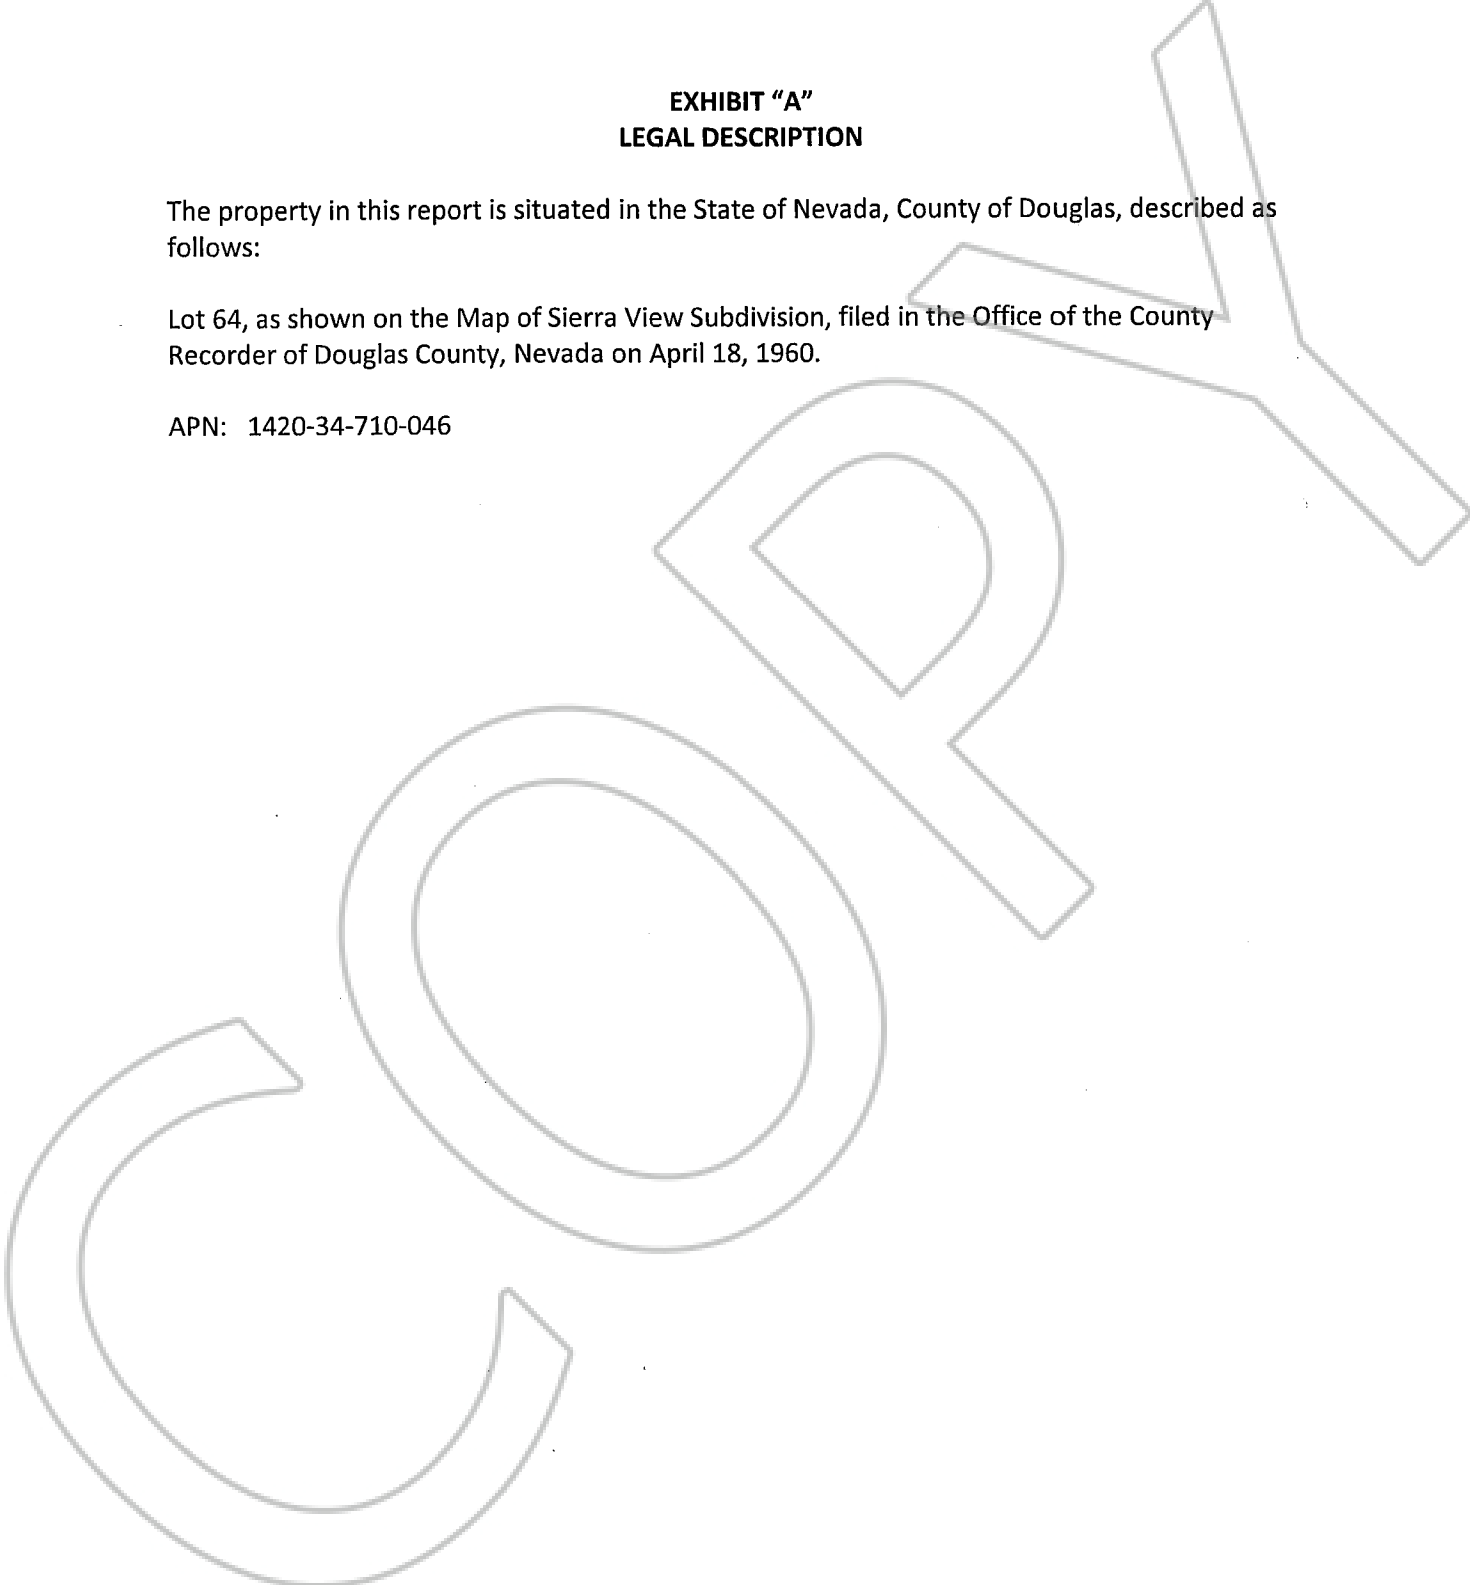 EXHIBIT “A”
LEGAL DESCRIPTION
The property in this report is situated in the State of Nevada, County of Douglas, described as
follows:
Lot 64, as shown on the Map of Sierra View Subdivision, filed in the Office of the County
Recorder of Douglas County, Nevada on April 18, 1960.
APN: 1420-34-710-046
COPY